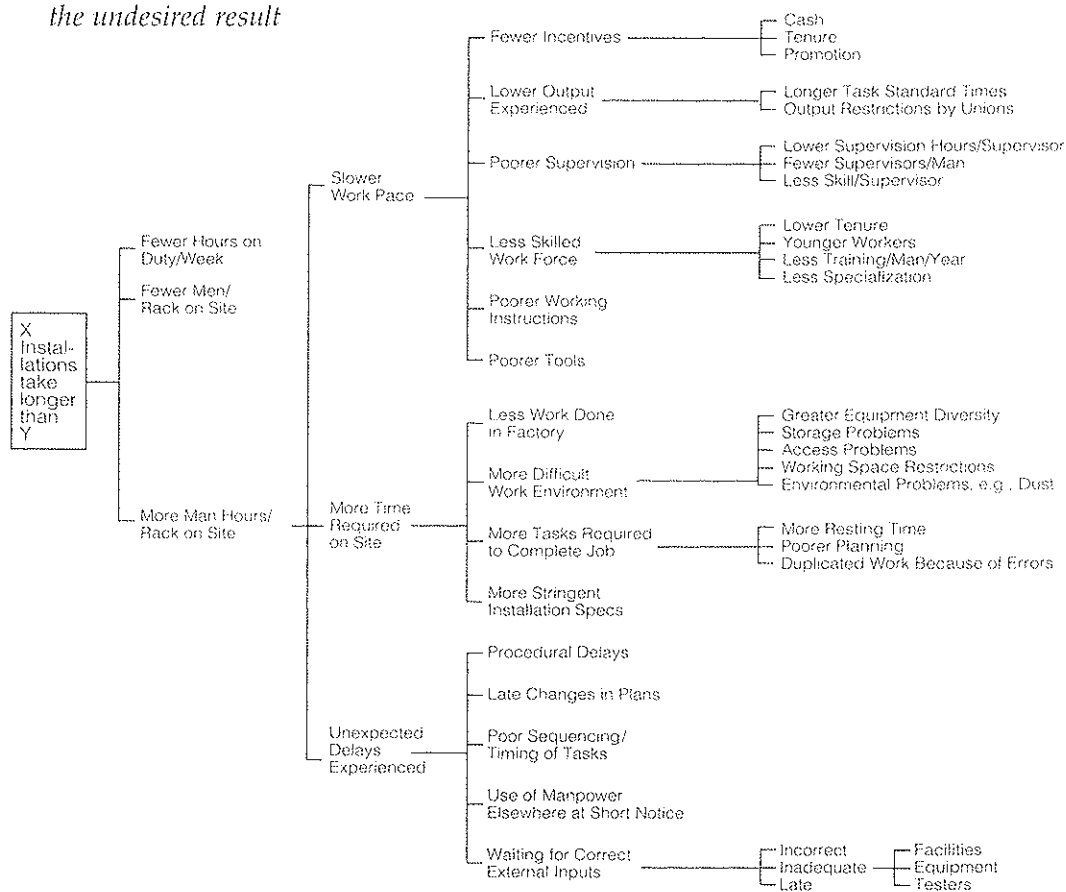 the undesired result
X
Instal-
lations
take
longer
than
Y
Fewer Hours on
Duty/Week
Fewer Men/
Rack on Site
More Man Hours/
Rack on Site
Slower
Work Pace
Fewer Incentives
Cash
Tenure
Promotion
Lower Output
Experienced
Longer Task Standard Times
Output Restrictions by Unions
Poorer Supervision
Lower Supervision Hours/Supervisor
Fewer Supervisors/Man
Less Skill/Supervisor
Less Skilled
Work Force
Lower Tenure
Younger Workers
Less Training/Man/Year
Less Specialization
Poorer Working
Instructions
Poorer Tools
More Time
Required
on Site
Less Work Done
in Factory
More Difficult
Work Environment
Greater Equipment Diversity
Storage Problems
Access Problems
Working Space Restrictions
Environmental Problems, e.g., Dust
More Tasks Required
to Complete Job
More Resting Time
Poorer Planning
Duplicated Work Because of Errors
More Stringent
Installation Specs
Unexpected
Delays
Experienced
Procedural Delays
Late Changes in Plans
Poor Sequencing/
Timing of Tasks
Use of Manpower
Elsewhere at Short Notice
Waiting for Correct
External Inputs
Incorrect
Inadequate
Late
Facilities
Equipment
Testers